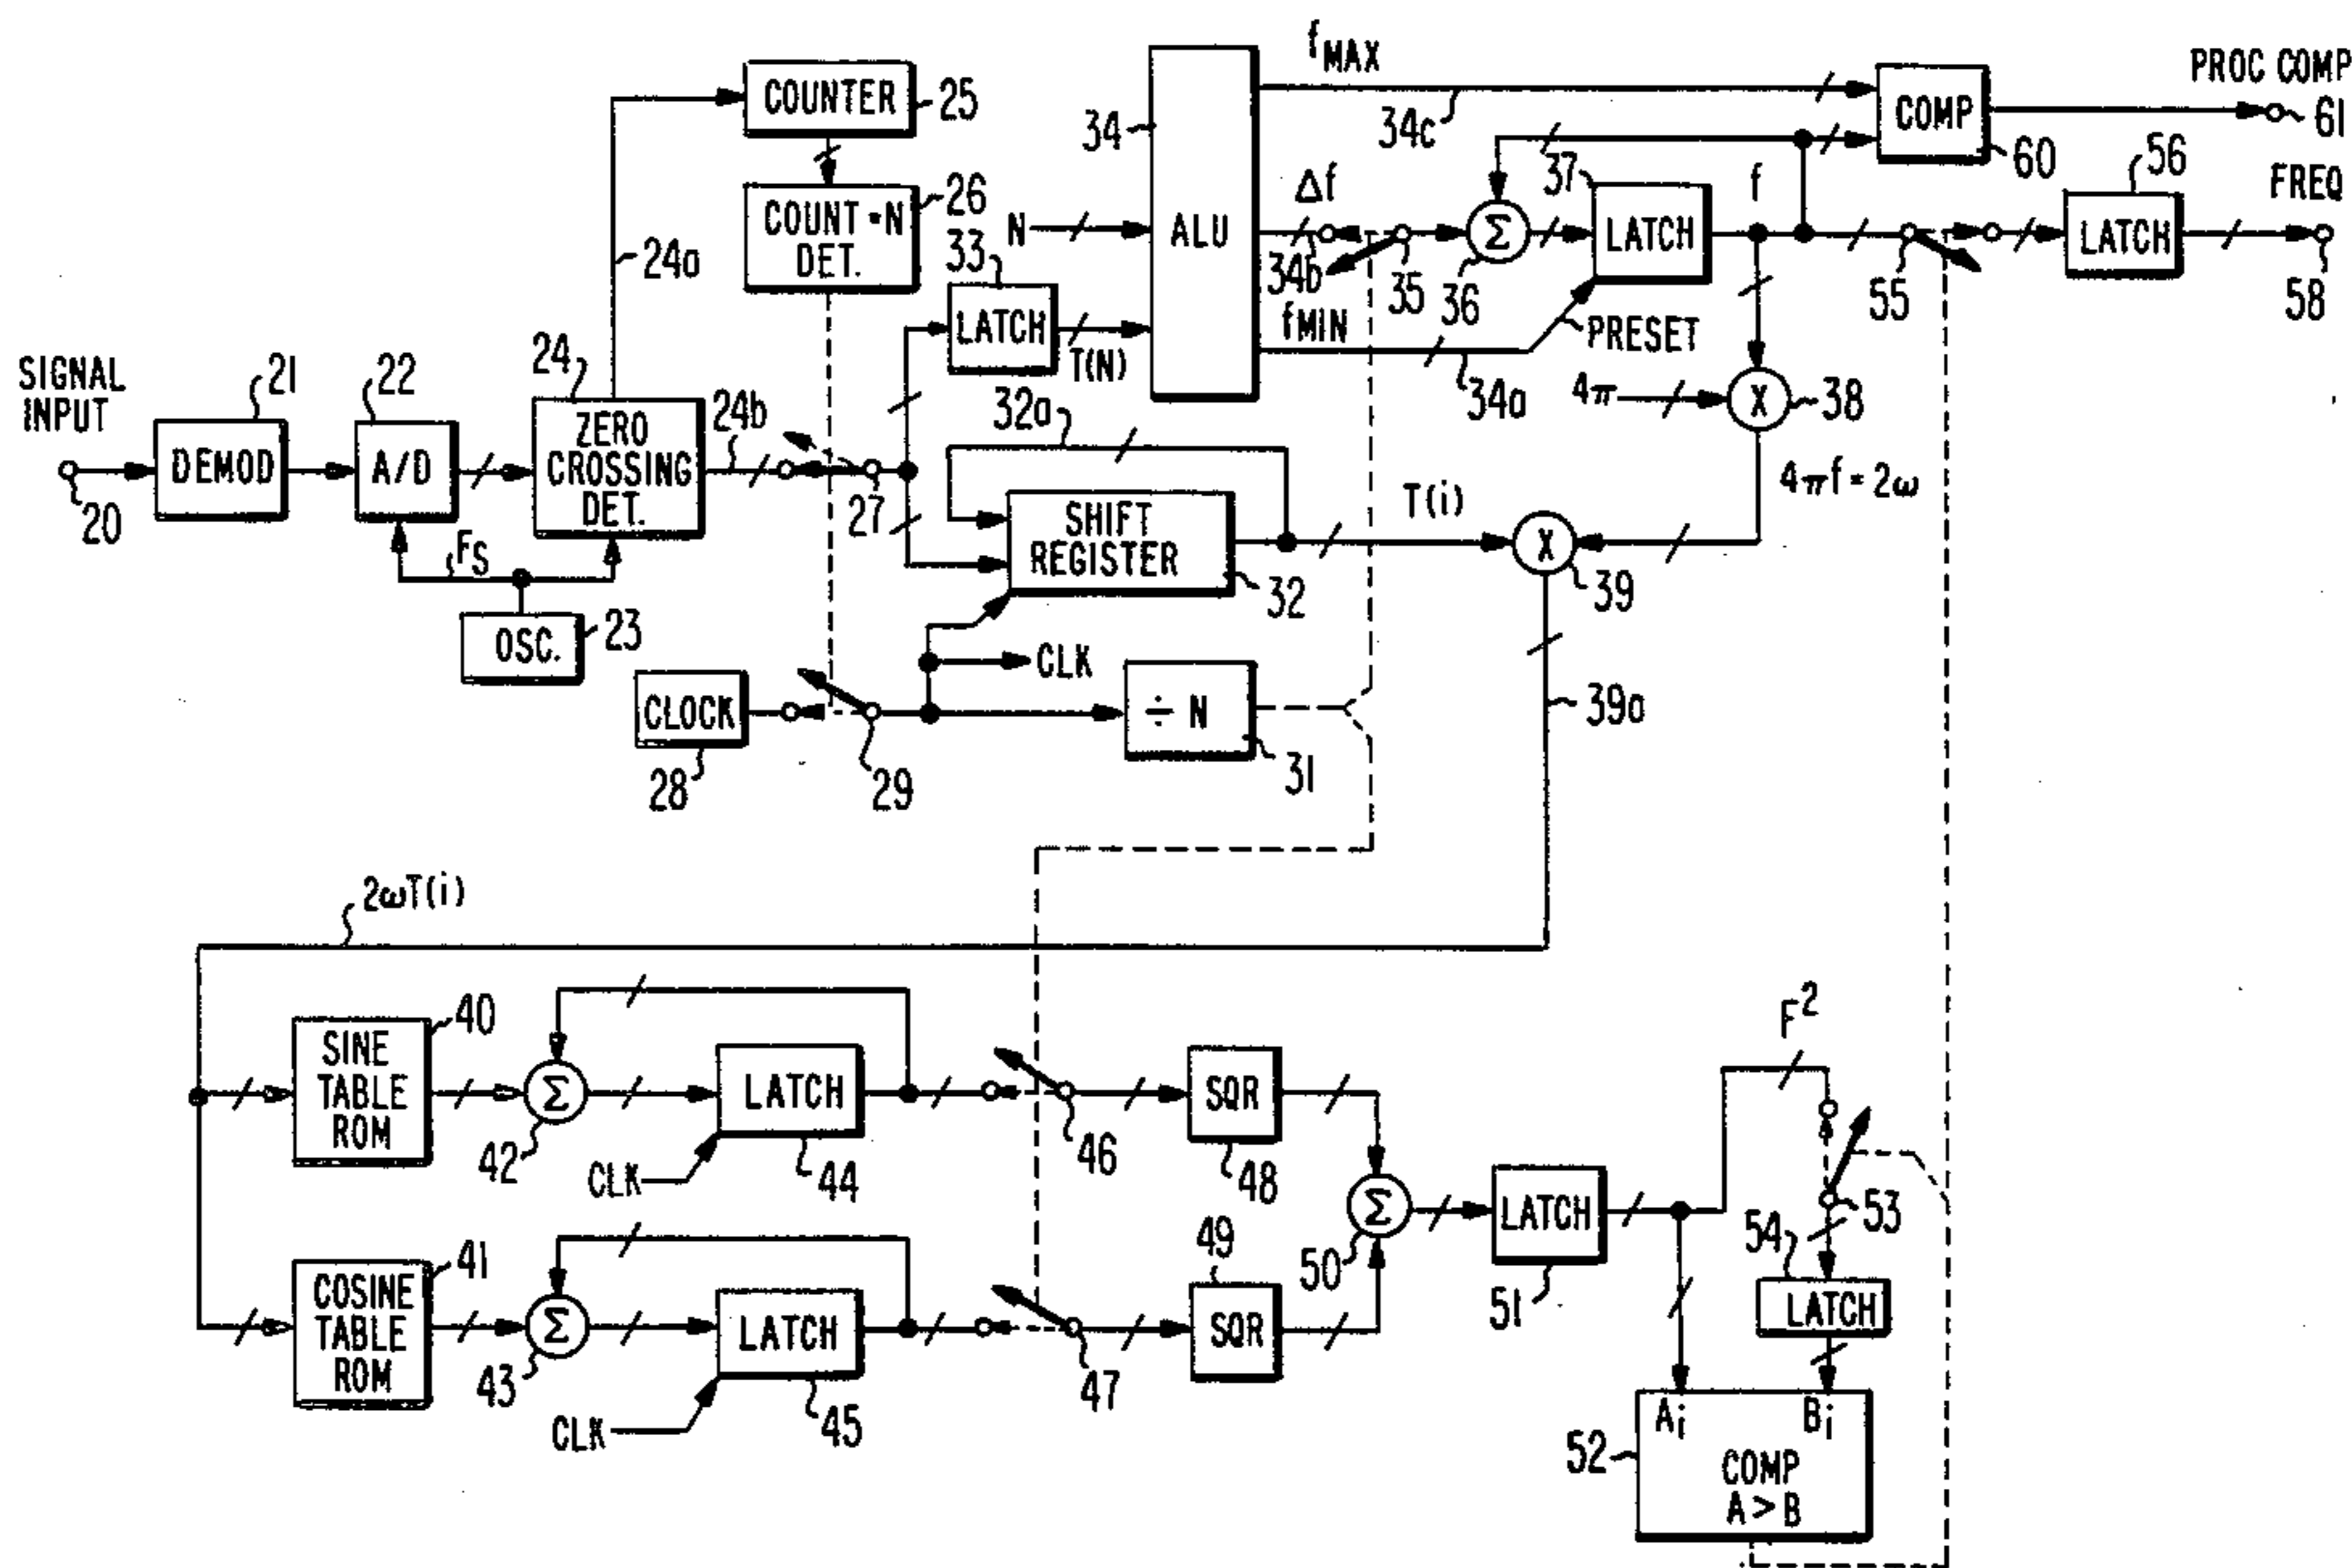 fMAX
PROC COMP
61
COUNTER
25
34
34c
COMP
60
56
COUNT = N
DET.
26
N
ALU
Δf
34b
35
Σ
36
37
LATCH
f
55
LATCH
FREQ
58
24a
33
LATCH
T(N)
fMIN
34a
PRESET
4π
X
38
SIGNAL
INPUT
20
21
DEMOD
22
A/D
24
ZERO
CROSSING
DET.
24b
27
32a
SHIFT
REGISTER
32
T(i)
X
39
4πf = 2ω
FS
OSC.
23
CLK
CLOCK
28
29
÷ N
31
39a
2ωT(i)
SINE
TABLE
ROM
40
Σ
42
LATCH
44
CLK
46
SQR
48
F2
COSINE
TABLE
ROM
41
Σ
43
LATCH
45
CLK
47
SQR
49
Σ
50
LATCH
51
53
54
LATCH
Ai
Bi
52
COMP
A > B